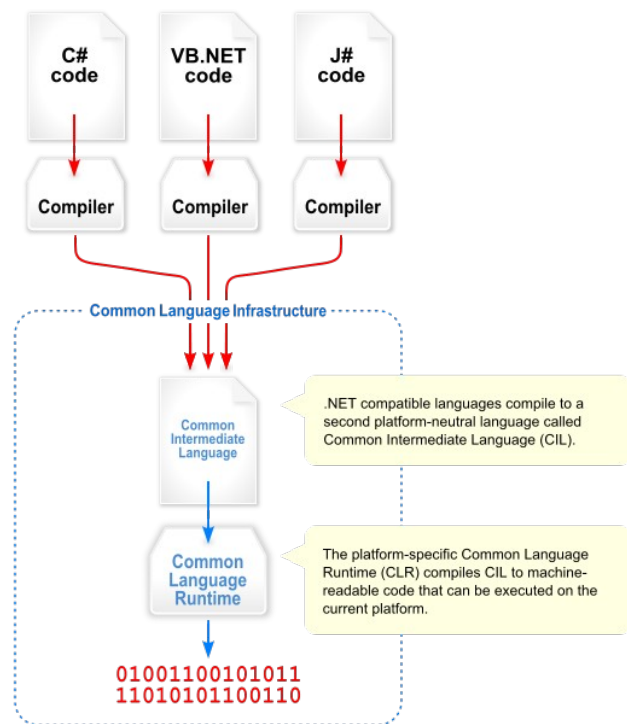 C#
code
VB.NET
code
J#
code
Compiler
Compiler
Compiler
Common Language Infrastructure
Common
Intermediate
Language
.NET compatible languages compile to a
second platform-neutral language called
Common Intermediate Language (CIL).
Common
Language
Runtime
The platform-specific Common Language
Runtime (CLR) compiles CIL to machine-
readable code that can be executed on the
current platform.
01001100101011
11010101100110